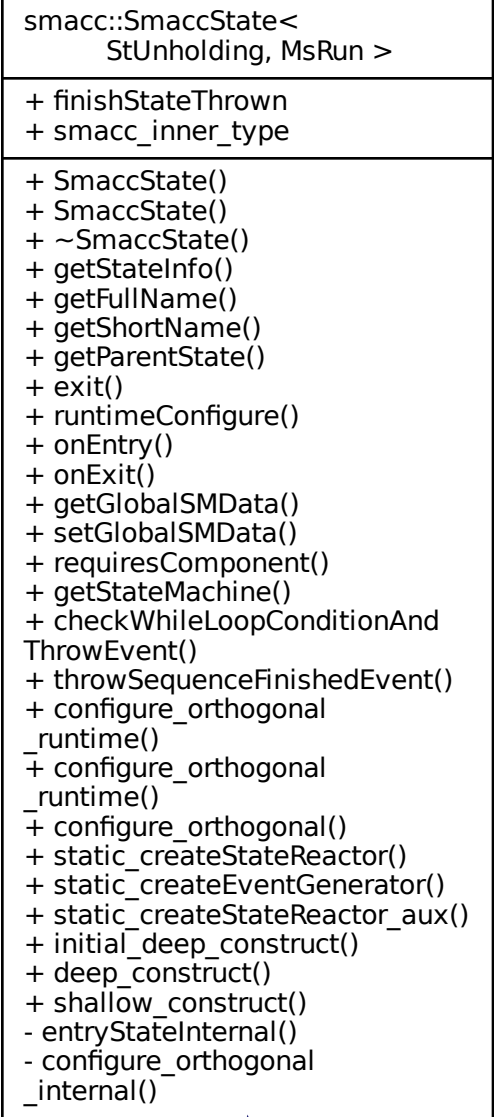 smacc::SmaccState<
StUnholding, MsRun >
+ finishStateThrown
+ smacc_inner_type
+ SmaccState()
+ SmaccState()
+ ~SmaccState()
+ getStateInfo()
+ getFullName()
+ getShortName()
+ getParentState()
+ exit()
+ runtimeConfigure()
+ onEntry()
+ onExit()
+ getGlobalSMData()
+ setGlobalSMData()
+ requiresComponent()
+ getStateMachine()
+ checkWhileLoopConditionAnd
ThrowEvent()
+ throwSequenceFinishedEvent()
+ configure_orthogonal
_runtime()
+ configure_orthogonal
_runtime()
+ configure_orthogonal()
+ static_createStateReactor()
+ static_createEventGenerator()
+ static_createStateReactor_aux()
+ initial_deep_construct()
+ deep_construct()
+ shallow_construct()
- entryStateInternal()
- configure_orthogonal
_internal()